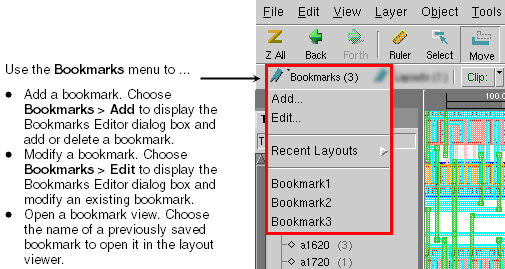 File Edit View Layer Object Tools
Z All Back Forth Ruler Select Move
Use the Bookmarks menu to ...
Bookmarks (3) Clip:
● Add a bookmark. Choose
Bookmarks > Add to display the
Bookmarks Editor dialog box and
add or delete a bookmark.
● Modify a bookmark. Choose
Bookmarks > Edit to display the
Bookmarks Editor dialog box and
modify an existing bookmark.
● Open a bookmark view. Choose
the name of a previously saved
bookmark to open it in the layout
viewer.
Add...
Edit...
Recent Layouts
Bookmark1
Bookmark2
Bookmark3
100.0
a1620 (3)
a1720 (1)